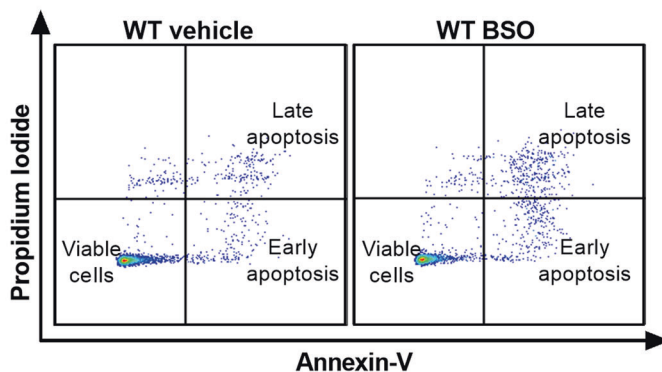 WT vehicle
WT BSO
Propidium Iodide
Late
apoptosis
Viable
cells
Early
apoptosis
Late
apoptosis
Viable
cells
Early
apoptosis
Annexin-V